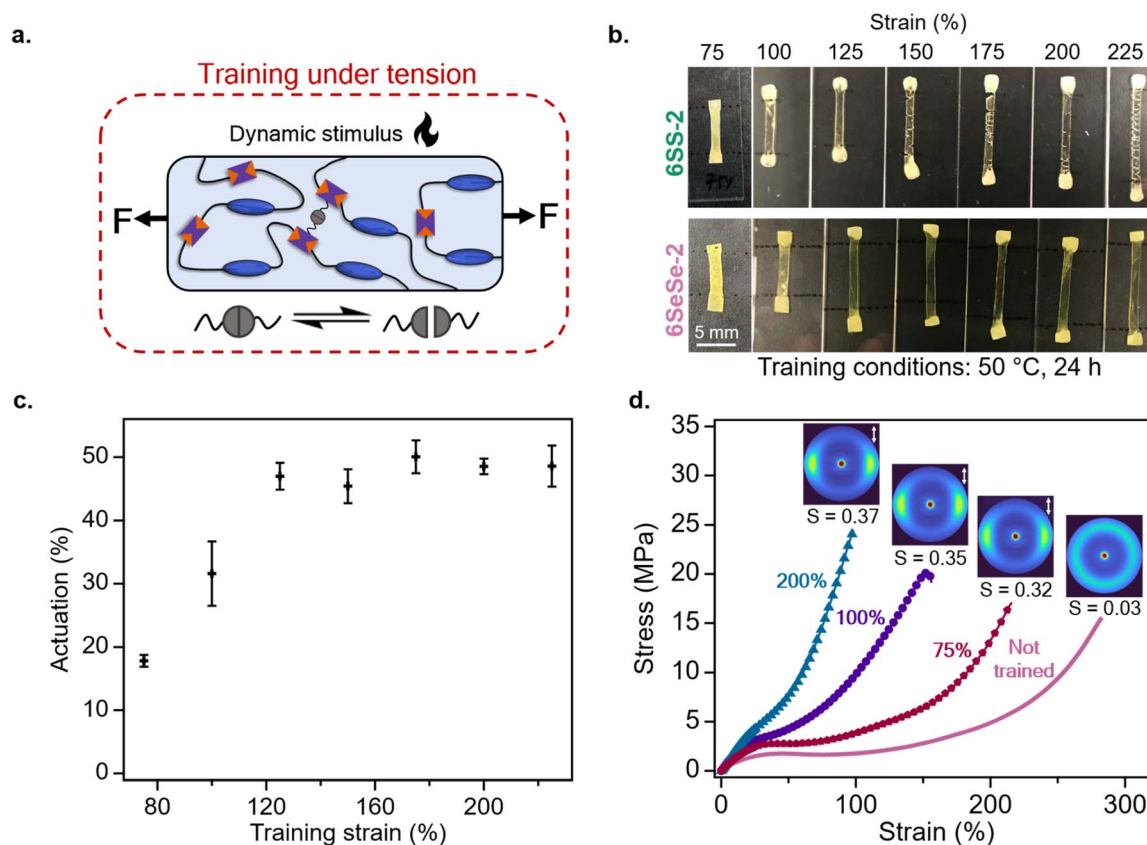 a.
Training under tension
Dynamic stimulus
F
F
b.
Strain (%)
75 100 125 150 175 200 225
6SS-2
75%
6SeSe-2
5 mm
Training conditions: 50 °C, 24 h
c.
Actuation (%)
50
40
30
20
10
0
80 120 160 200
Training strain (%)
d.
Stress (MPa)
35
30
25
20
15
10
5
0
S = 0.37
S = 0.35
S = 0.32
S = 0.03
200%
100%
75%
Not
trained
0 100 200 300
Strain (%)